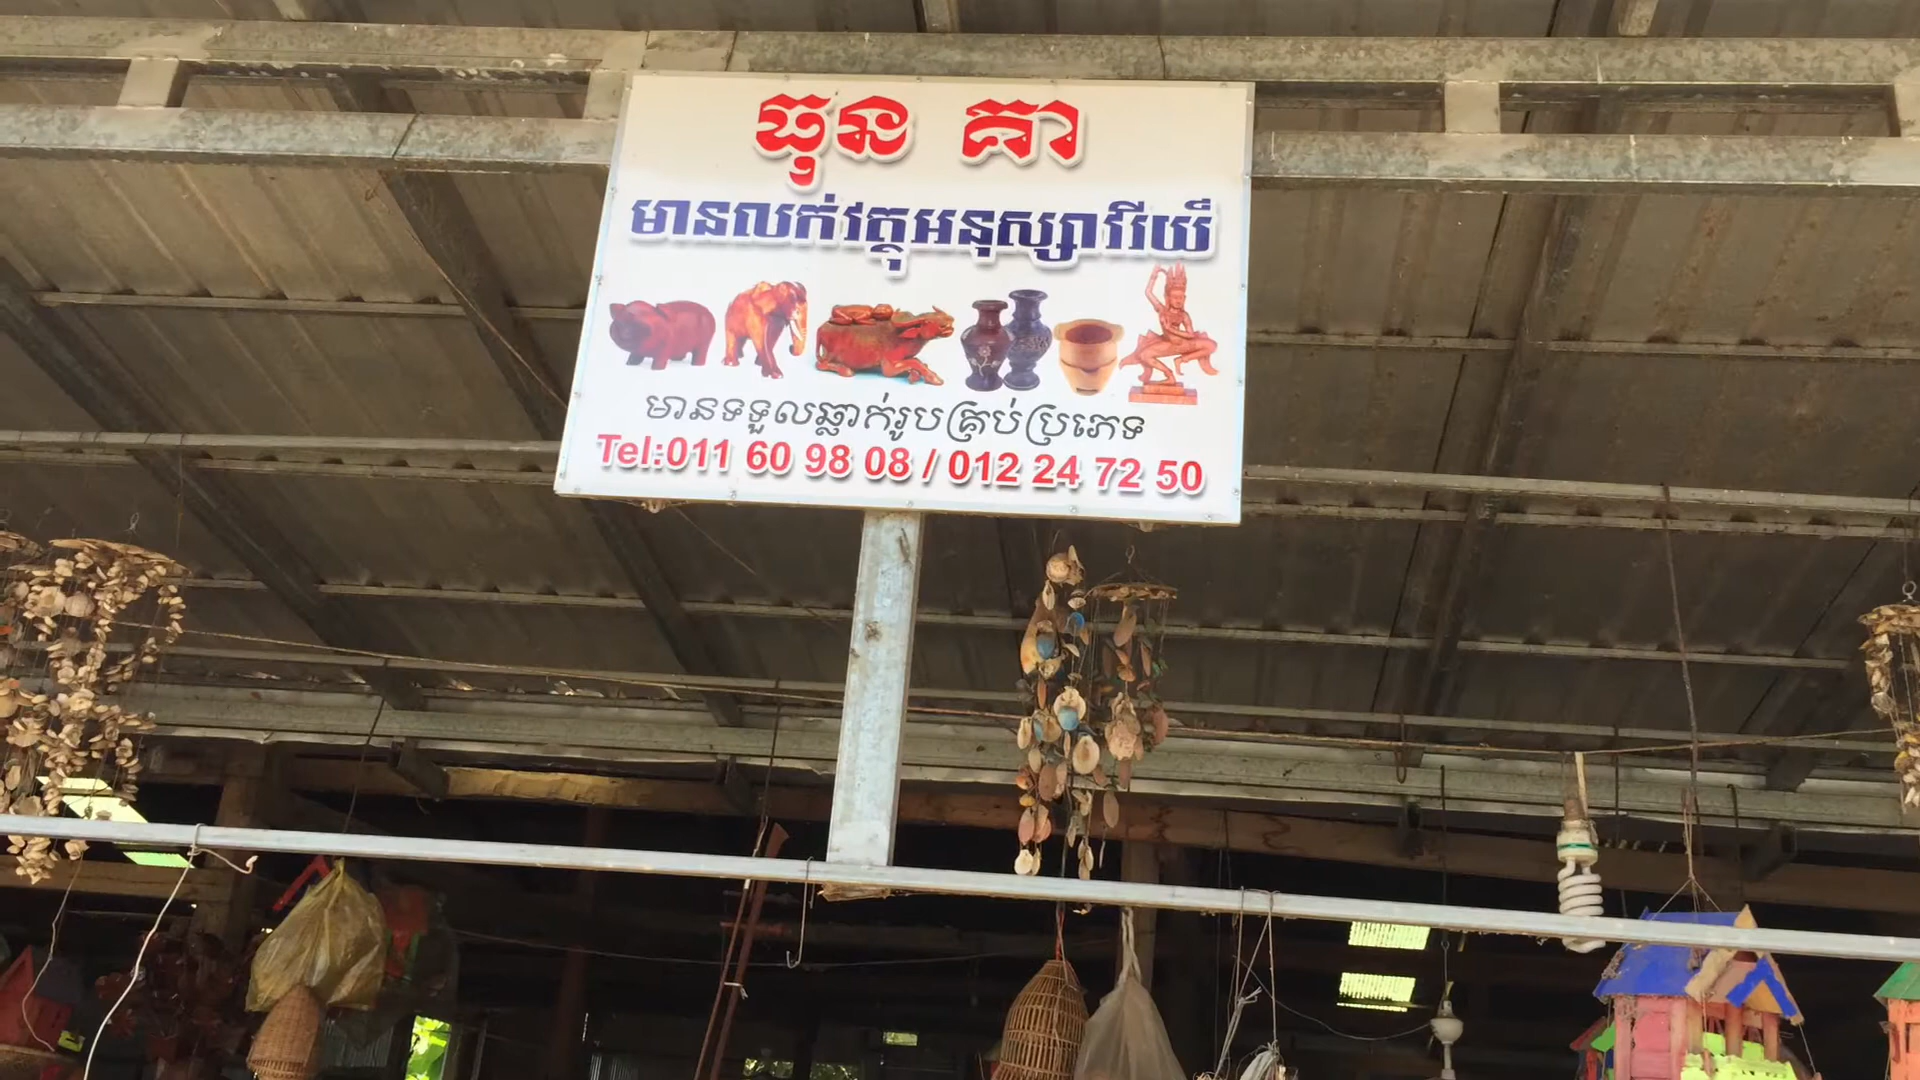 ធុន គា
មានលក់វត្ថុអនុស្សាវរីយ៍
មានទទួលឆ្លាក់រូបគ្រប់ប្រភេទ
Tel:011 60 98 08 / 012 24 72 50